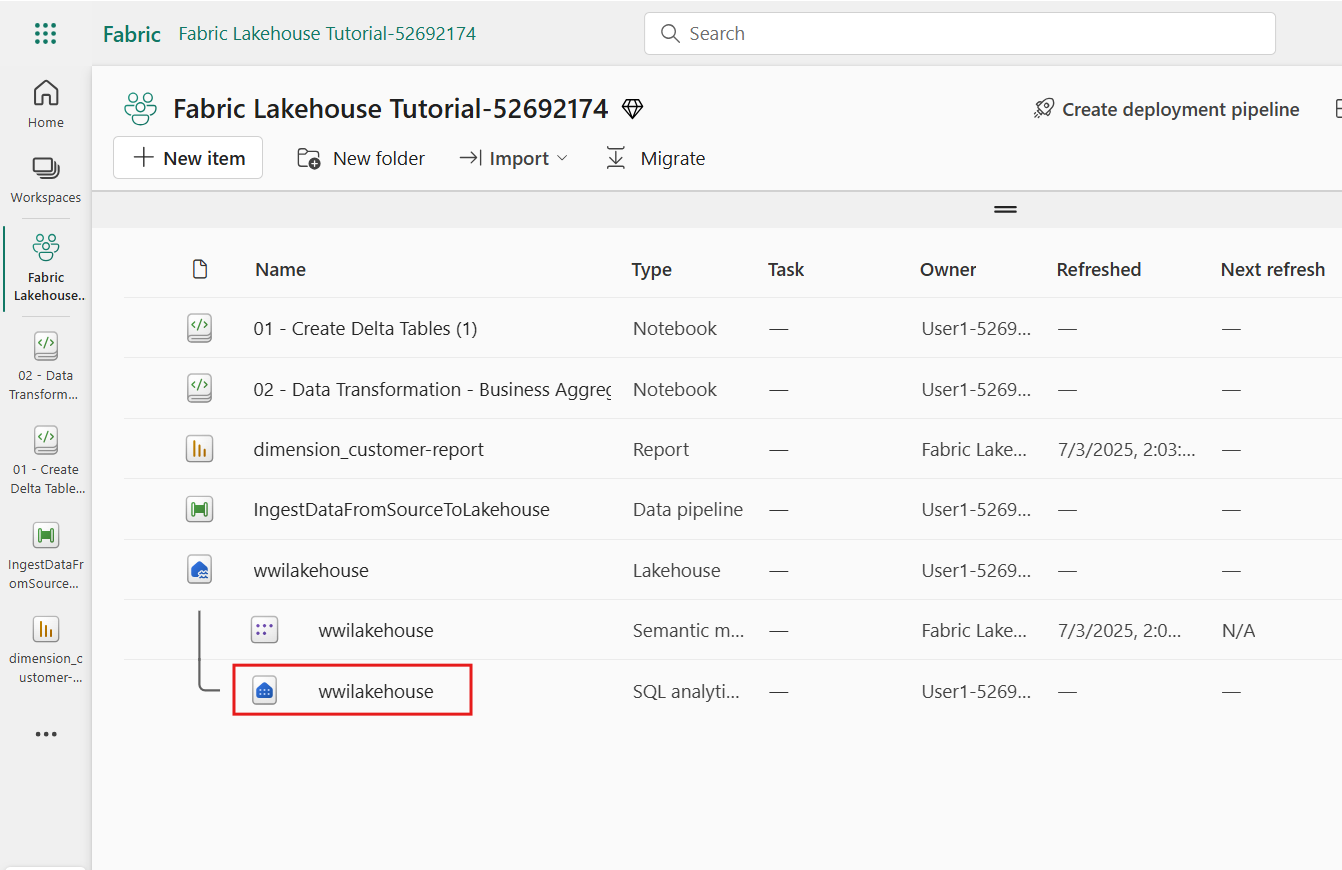 Fabric Fabric Lakehouse Tutorial-52692174 Search
Home
Workspaces
Fabric
Lakehouse..
02 - Data
Transform...
01 - Create
Delta Table...
IngestDataFr
omSource...
dimension_c
ustomer-...
Fabric Lakehouse Tutorial-52692174 Create deployment pipeline
New item New folder Import Migrate
Name Type Task Owner Refreshed Next refresh
01 - Create Delta Tables (1) Notebook — User1-5269... — —
02 - Data Transformation - Business Aggreg Notebook — User1-5269... — —
dimension_customer-report Report — Fabric Lake... 7/3/2025, 2:03:... —
IngestDataFromSourceToLakehouse Data pipeline — User1-5269... — —
wwilakehouse Lakehouse — User1-5269... — —
wwilakehouse Semantic m... — Fabric Lake... 7/3/2025, 2:0... N/A
wwilakehouse SQL analyti... — User1-5269... — —